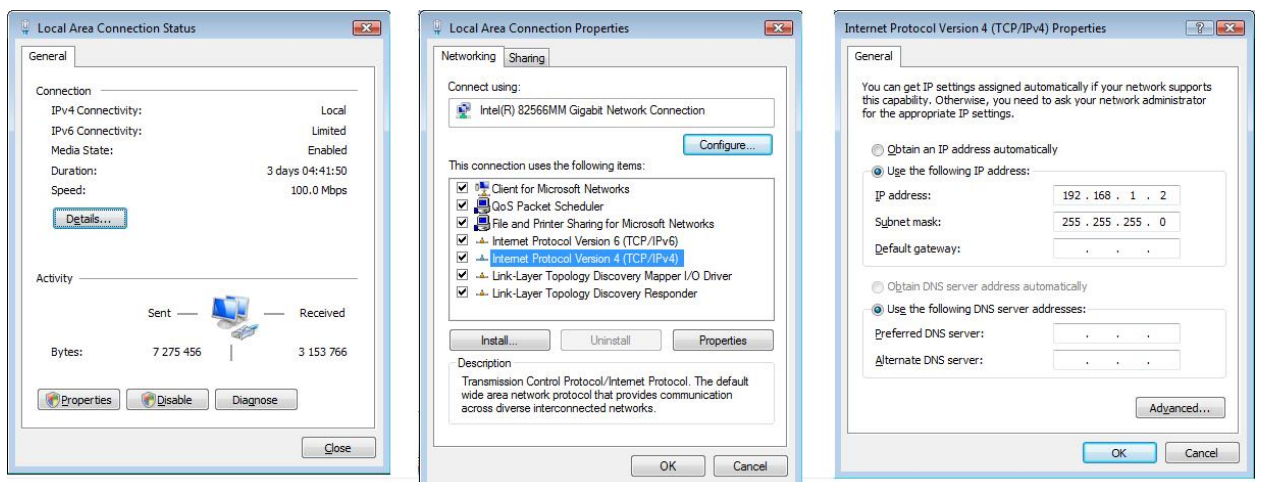 Local Area Connection Status
General
Connection
IPv4 Connectivity: Local
IPv6 Connectivity: Limited
Media State: Enabled
Duration: 3 days 04:41:50
Speed: 100.0 Mbps
Details...
Activity
Sent — Received
Bytes: 7 275 456 | 3 153 766
Properties Disable Diagnose
Close
Local Area Connection Properties
Networking Sharing
Connect using:
Intel(R) 82566MM Gigabit Network Connection
Configure...
This connection uses the following items:
Client for Microsoft Networks
QoS Packet Scheduler
File and Printer Sharing for Microsoft Networks
Internet Protocol Version 6 (TCP/IPv6)
Internet Protocol Version 4 (TCP/IPv4)
Link-Layer Topology Discovery Mapper I/O Driver
Link-Layer Topology Discovery Responder
Install... Uninstall Properties
Description
Transmission Control Protocol/Internet Protocol. The default
wide area network protocol that provides communication
across diverse interconnected networks.
OK Cancel
Internet Protocol Version 4 (TCP/IPv4) Properties
General
You can get IP settings assigned automatically if your network supports
this capability. Otherwise, you need to ask your network administrator
for the appropriate IP settings.
Obtain an IP address automatically
Use the following IP address:
IP address: 192 . 168 . 1 . 2
Subnet mask: 255 . 255 . 255 . 0
Default gateway: . . .
Obtain DNS server address automatically
Use the following DNS server addresses:
Preferred DNS server: . . .
Alternate DNS server: . . .
Advanced...
OK Cancel